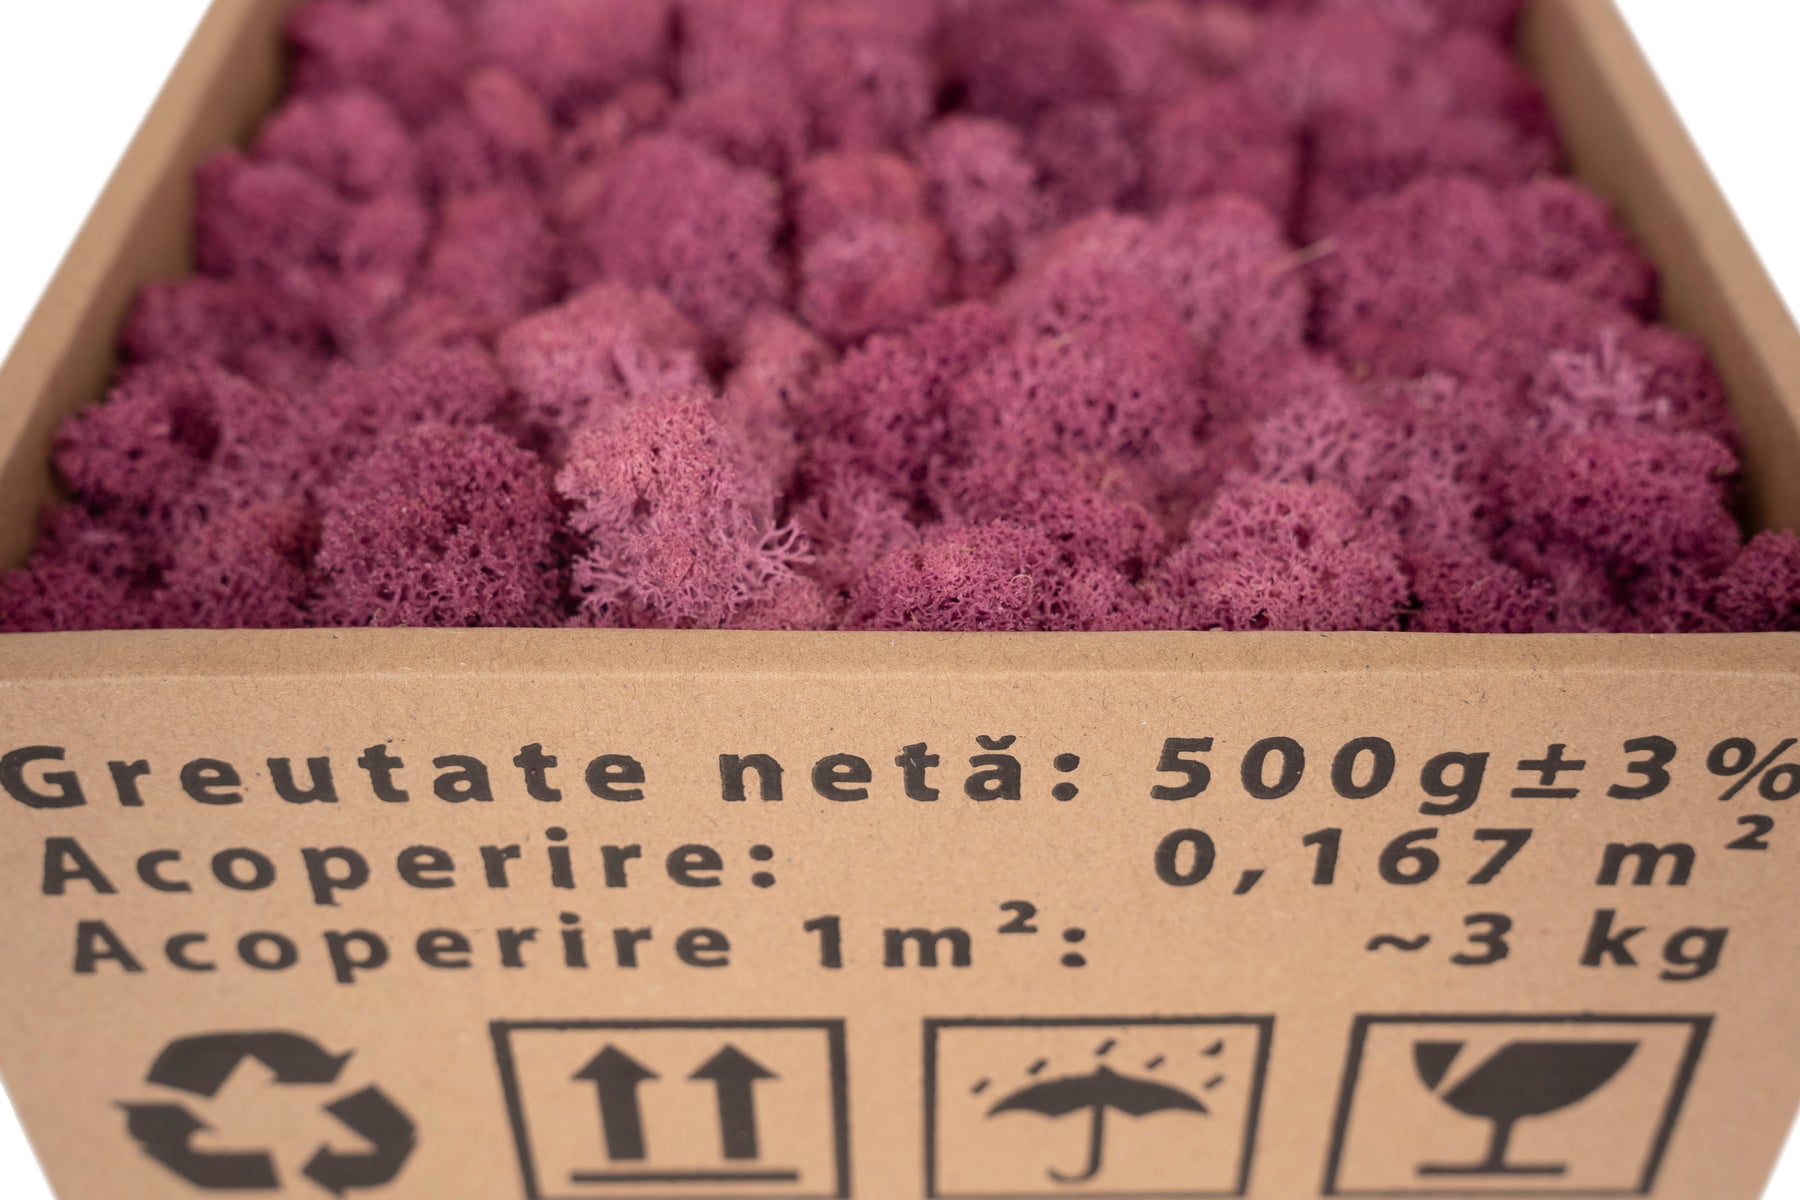 Greutate netă: 500g±3%
Acoperire: 0,167 m²
Acoperire 1m²: ~3 kg